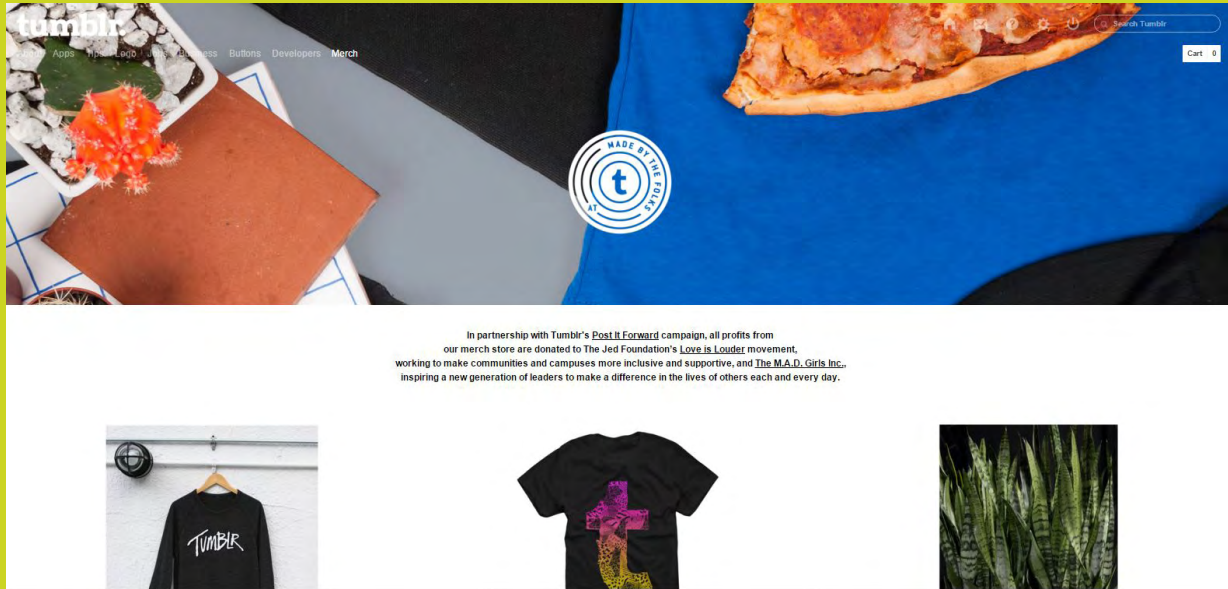 tumblr.
Search Tumblr
Apps Tips Logo Jobs Business Buttons Developers Merch
Cart 0
MADE BY THE FOLKS
t
AT
In partnership with Tumblr's Post It Forward campaign, all profits from
our merch store are donated to The Jed Foundation's Love is Louder movement,
working to make communities and campuses more inclusive and supportive, and The M.A.D. Girls Inc.,
inspiring a new generation of leaders to make a difference in the lives of others each and every day.
TUMBLR
t